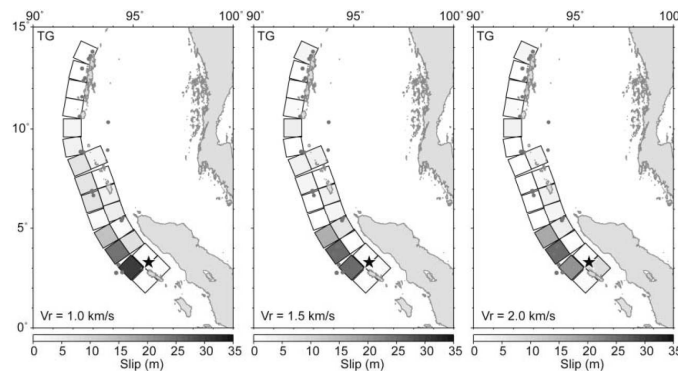 90° 95° 100° 90° 95° 100° 90° 95° 100°
15° TG TG TG
10°
5°
0° Vr = 1.0 km/s Vr = 1.5 km/s Vr = 2.0 km/s
0 5 10 15 20 25 30 35 0 5 10 15 20 25 30 35 0 5 10 15 20 25 30 35
Slip (m) Slip (m) Slip (m)